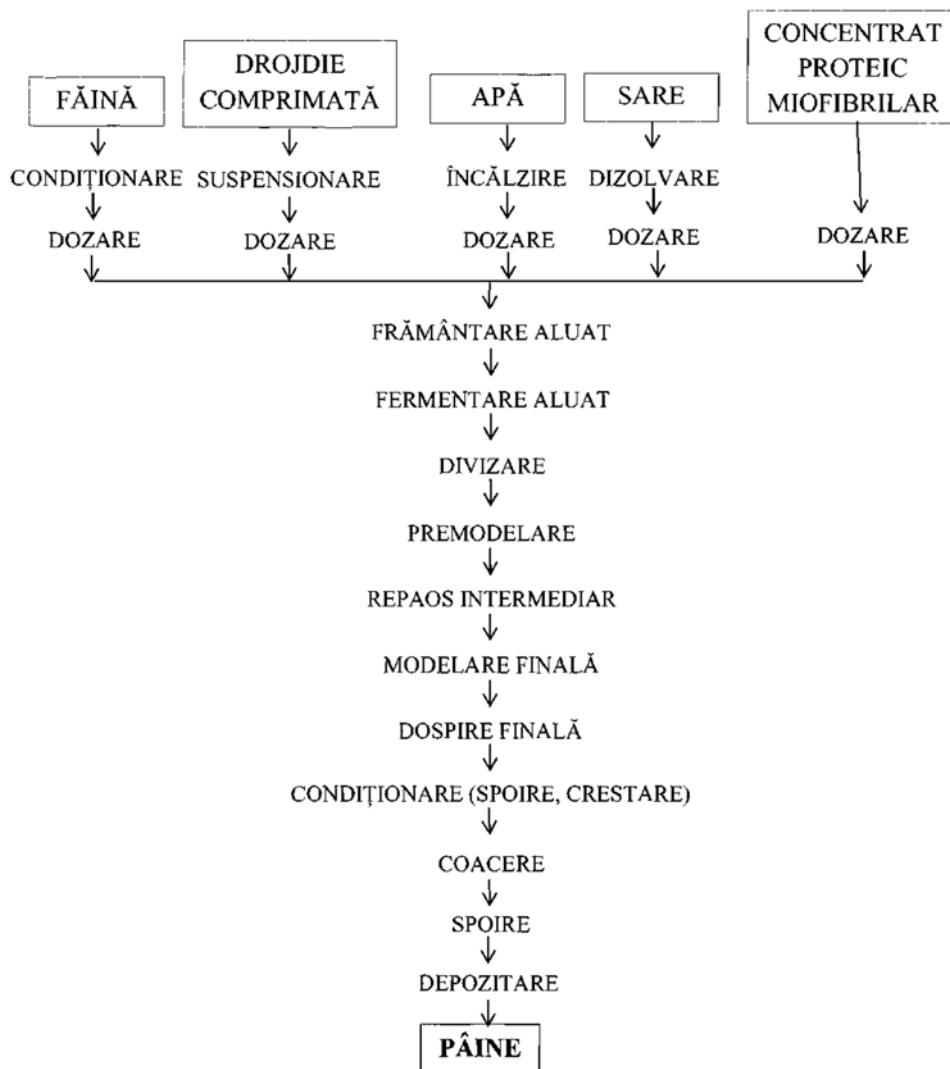 FĂINĂ
DROJDIE
COMPRIMATĂ
APĂ
SARE
CONCENTRAT
PROTEIC
MIOFIBRILAR
CONDIȚIONARE
SUSPENSIONARE
ÎNCĂLZIRE
DIZOLVARE
DOZARE
DOZARE
DOZARE
DOZARE
DOZARE
FRĂMÂNTARE ALUAT
FERMENTARE ALUAT
DIVIZARE
PREMODELARE
REPAOS INTERMEDIAR
MODELARE FINALĂ
DOSPIRE FINALĂ
CONDIȚIONARE (SPOIRE, CRESTARE)
COACERE
SPOIRE
DEPOZITARE
PÂINE